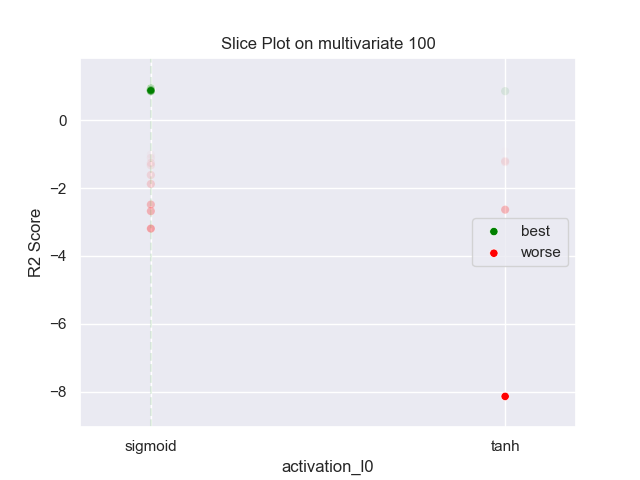 Slice Plot on multivariate 100
R2 Score
0
−2
−4
−6
−8
best
worse
sigmoid
tanh
activation_l0